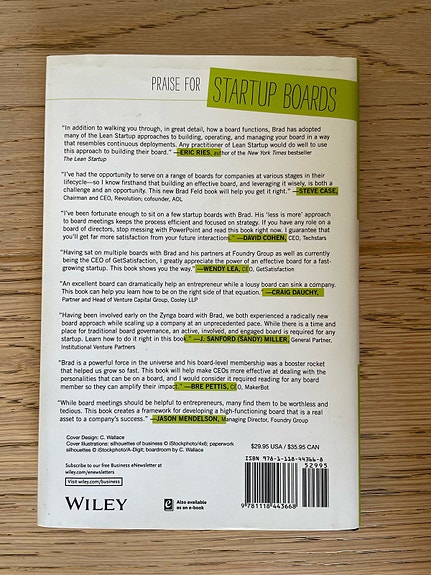 PRAISE FOR STARTUP BOARDS
"In addition to walking you through, in great detail, how a board functions, Brad has adopted
many of the Lean Startup approaches to building, operating, and managing your board in a way
that resembles continuous deployments. Any practitioner of Lean Startup would do well to use
this approach to building their board." —ERIC RIES, author of the New York Times bestseller
The Lean Startup
"I've had the opportunity to serve on a range of boards for companies at various stages in their
lifecycle—so I know firsthand that building an effective board, and leveraging it wisely, is both a
challenge and an opportunity. This new Brad Feld book will help you get it right." —STEVE CASE,
Chairman and CEO, Revolution; cofounder, AOL
"I've been fortunate enough to sit on a few startup boards with Brad. His 'less is more' approach
to board meetings keeps the process efficient and focused on strategy. If you have any role on a
board of directors, stop messing with PowerPoint and read this book right now. I guarantee that
you'll get far more satisfaction from your future interactions." —DAVID COHEN, CEO, Techstars
"Having sat on multiple boards with Brad and his partners at Foundry Group as well as currently
being the CEO of GetSatisfaction, I greatly appreciate the power of an effective board for a fast-
growing startup. This book shows you the way." —WENDY LEA, CEO, GetSatisfaction
"An excellent board can dramatically help an entrepreneur while a lousy board can sink a company.
This book can help you learn how to be on the right side of that equation." —CRAIG DAUCHY,
Partner and Head of Venture Capital Group, Cooley LLP
"Having been involved early on the Zynga board with Brad, we both experienced a radically new
board approach while scaling up a company at an unprecedented pace. While there is a time and
place for traditional board governance, an active, involved, and engaged board is required for any
startup. Learn how to do it right in this book." —J. SANFORD (SANDY) MILLER, General Partner,
Institutional Venture Partners
"Brad is a powerful force in the universe and his board-level membership was a booster rocket
that helped us grow so fast. This book will help make CEOs more effective at dealing with the
personalities that can be on a board, and I would consider it required reading for any board
member so they can amplify their impact." —BRE PETTIS, CEO, MakerBot
"While board meetings should be helpful to entrepreneurs, many find them to be worthless and
tedious. This book creates a framework for developing a high-functioning board that is a real
asset to a company's success." —JASON MENDELSON, Managing Director, Foundry Group
Cover Design: C. Wallace
Cover Illustrations: silhouettes of business © iStockphoto/4x6; paperwork
silhouettes © iStockphoto/A-Digit; boardroom by C. Wallace
$29.95 USA / $35.95 CAN
Subscribe to our free Business eNewsletter at
wiley.com/enewsletters
Visit wiley.com/business
WILEY
Also available
as an e-book
ISBN 978-1-118-44366-8
52995
9 781118 443668